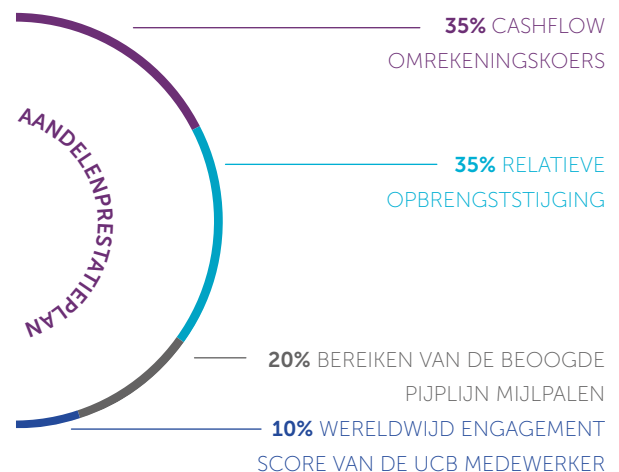 AANDELENPRESTATIEPLAN
35% CASHFLOW
OMREKENINGSKOERS
35% RELATIEVE
OPBRENGSTSTIJGING
20% BEREIKEN VAN DE BEOOGDE
PIJPLIJN MIJLPALEN
10% WERELDWIJD ENGAGEMENT
SCORE VAN DE UCB MEDEWERKER